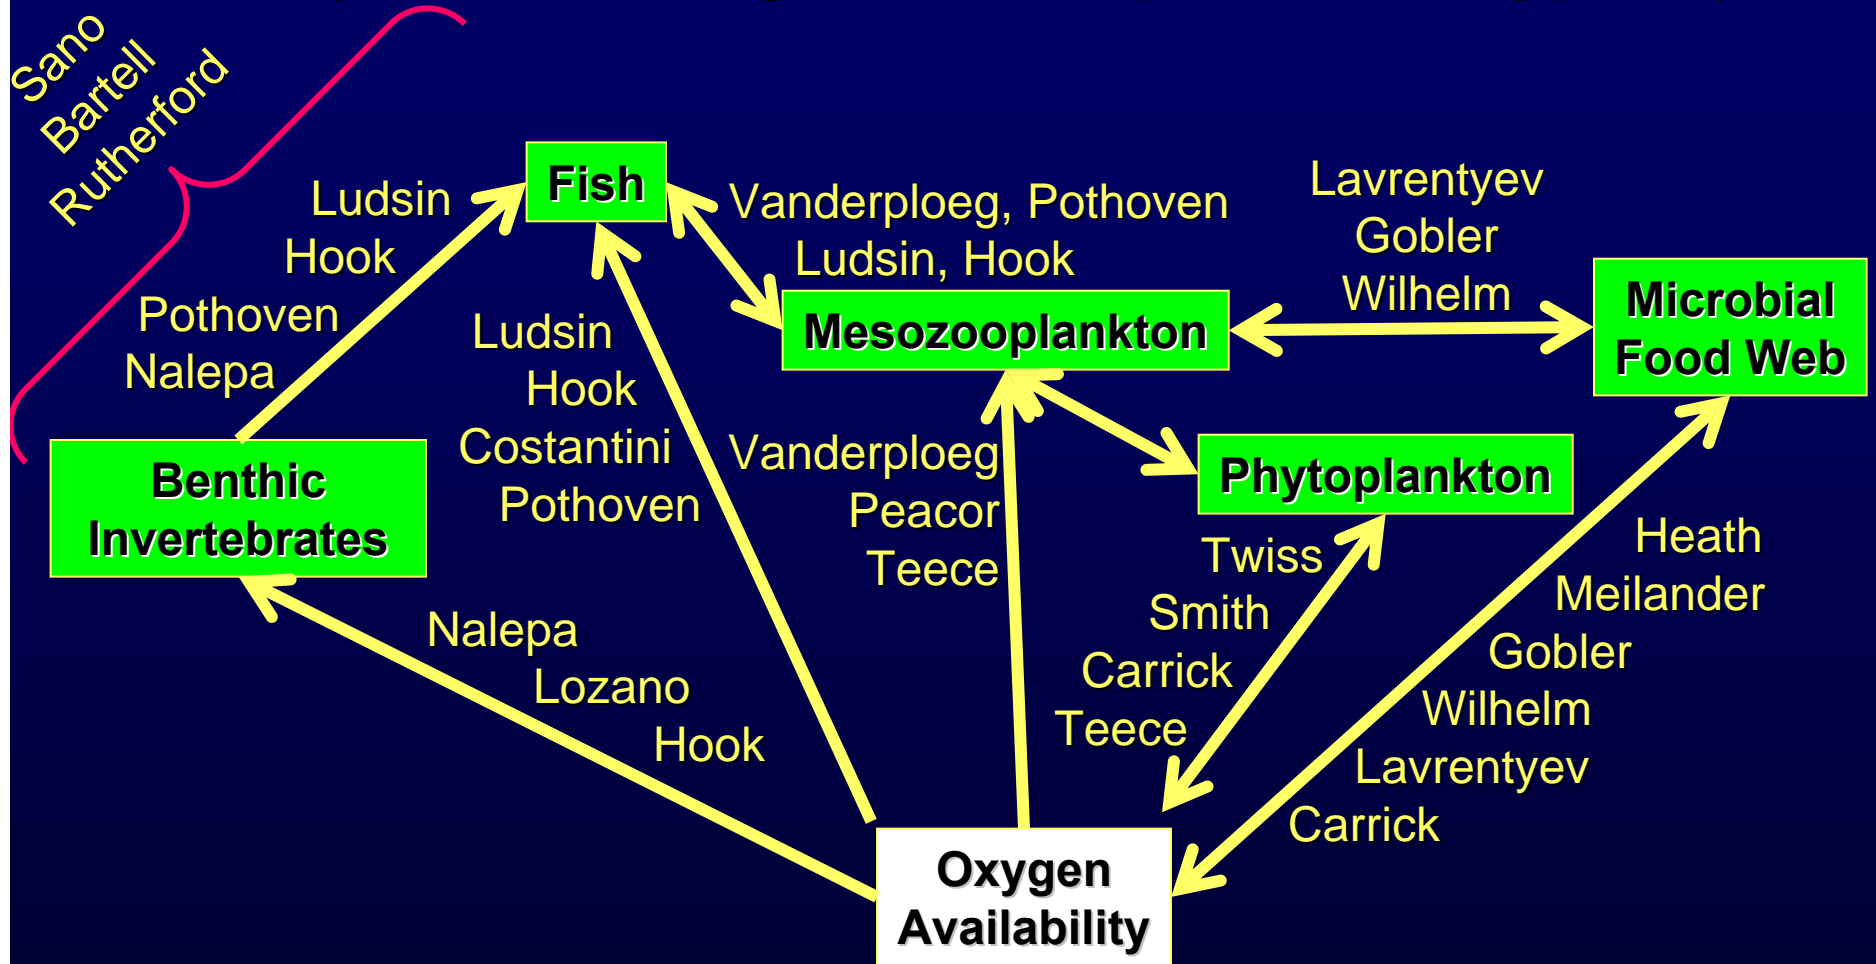 Sano
Bartell
Rutherford
Fish
Ludsin
Hook
Pothoven
Nalepa
Vanderploeg, Pothoven
Ludsin, Hook
Lavrentyev
Gobler
Wilhelm
Mesozooplankton
Microbial
Food Web
Ludsin
Hook
Costantini
Pothoven
Benthic
Invertebrates
Vanderploeg
Peacor
Teece
Phytoplankton
Twiss
Smith
Carrick
Teece
Heath
Meilander
Gobler
Wilhelm
Lavrentyev
Carrick
Nalepa
Lozano
Hook
Oxygen
Availability